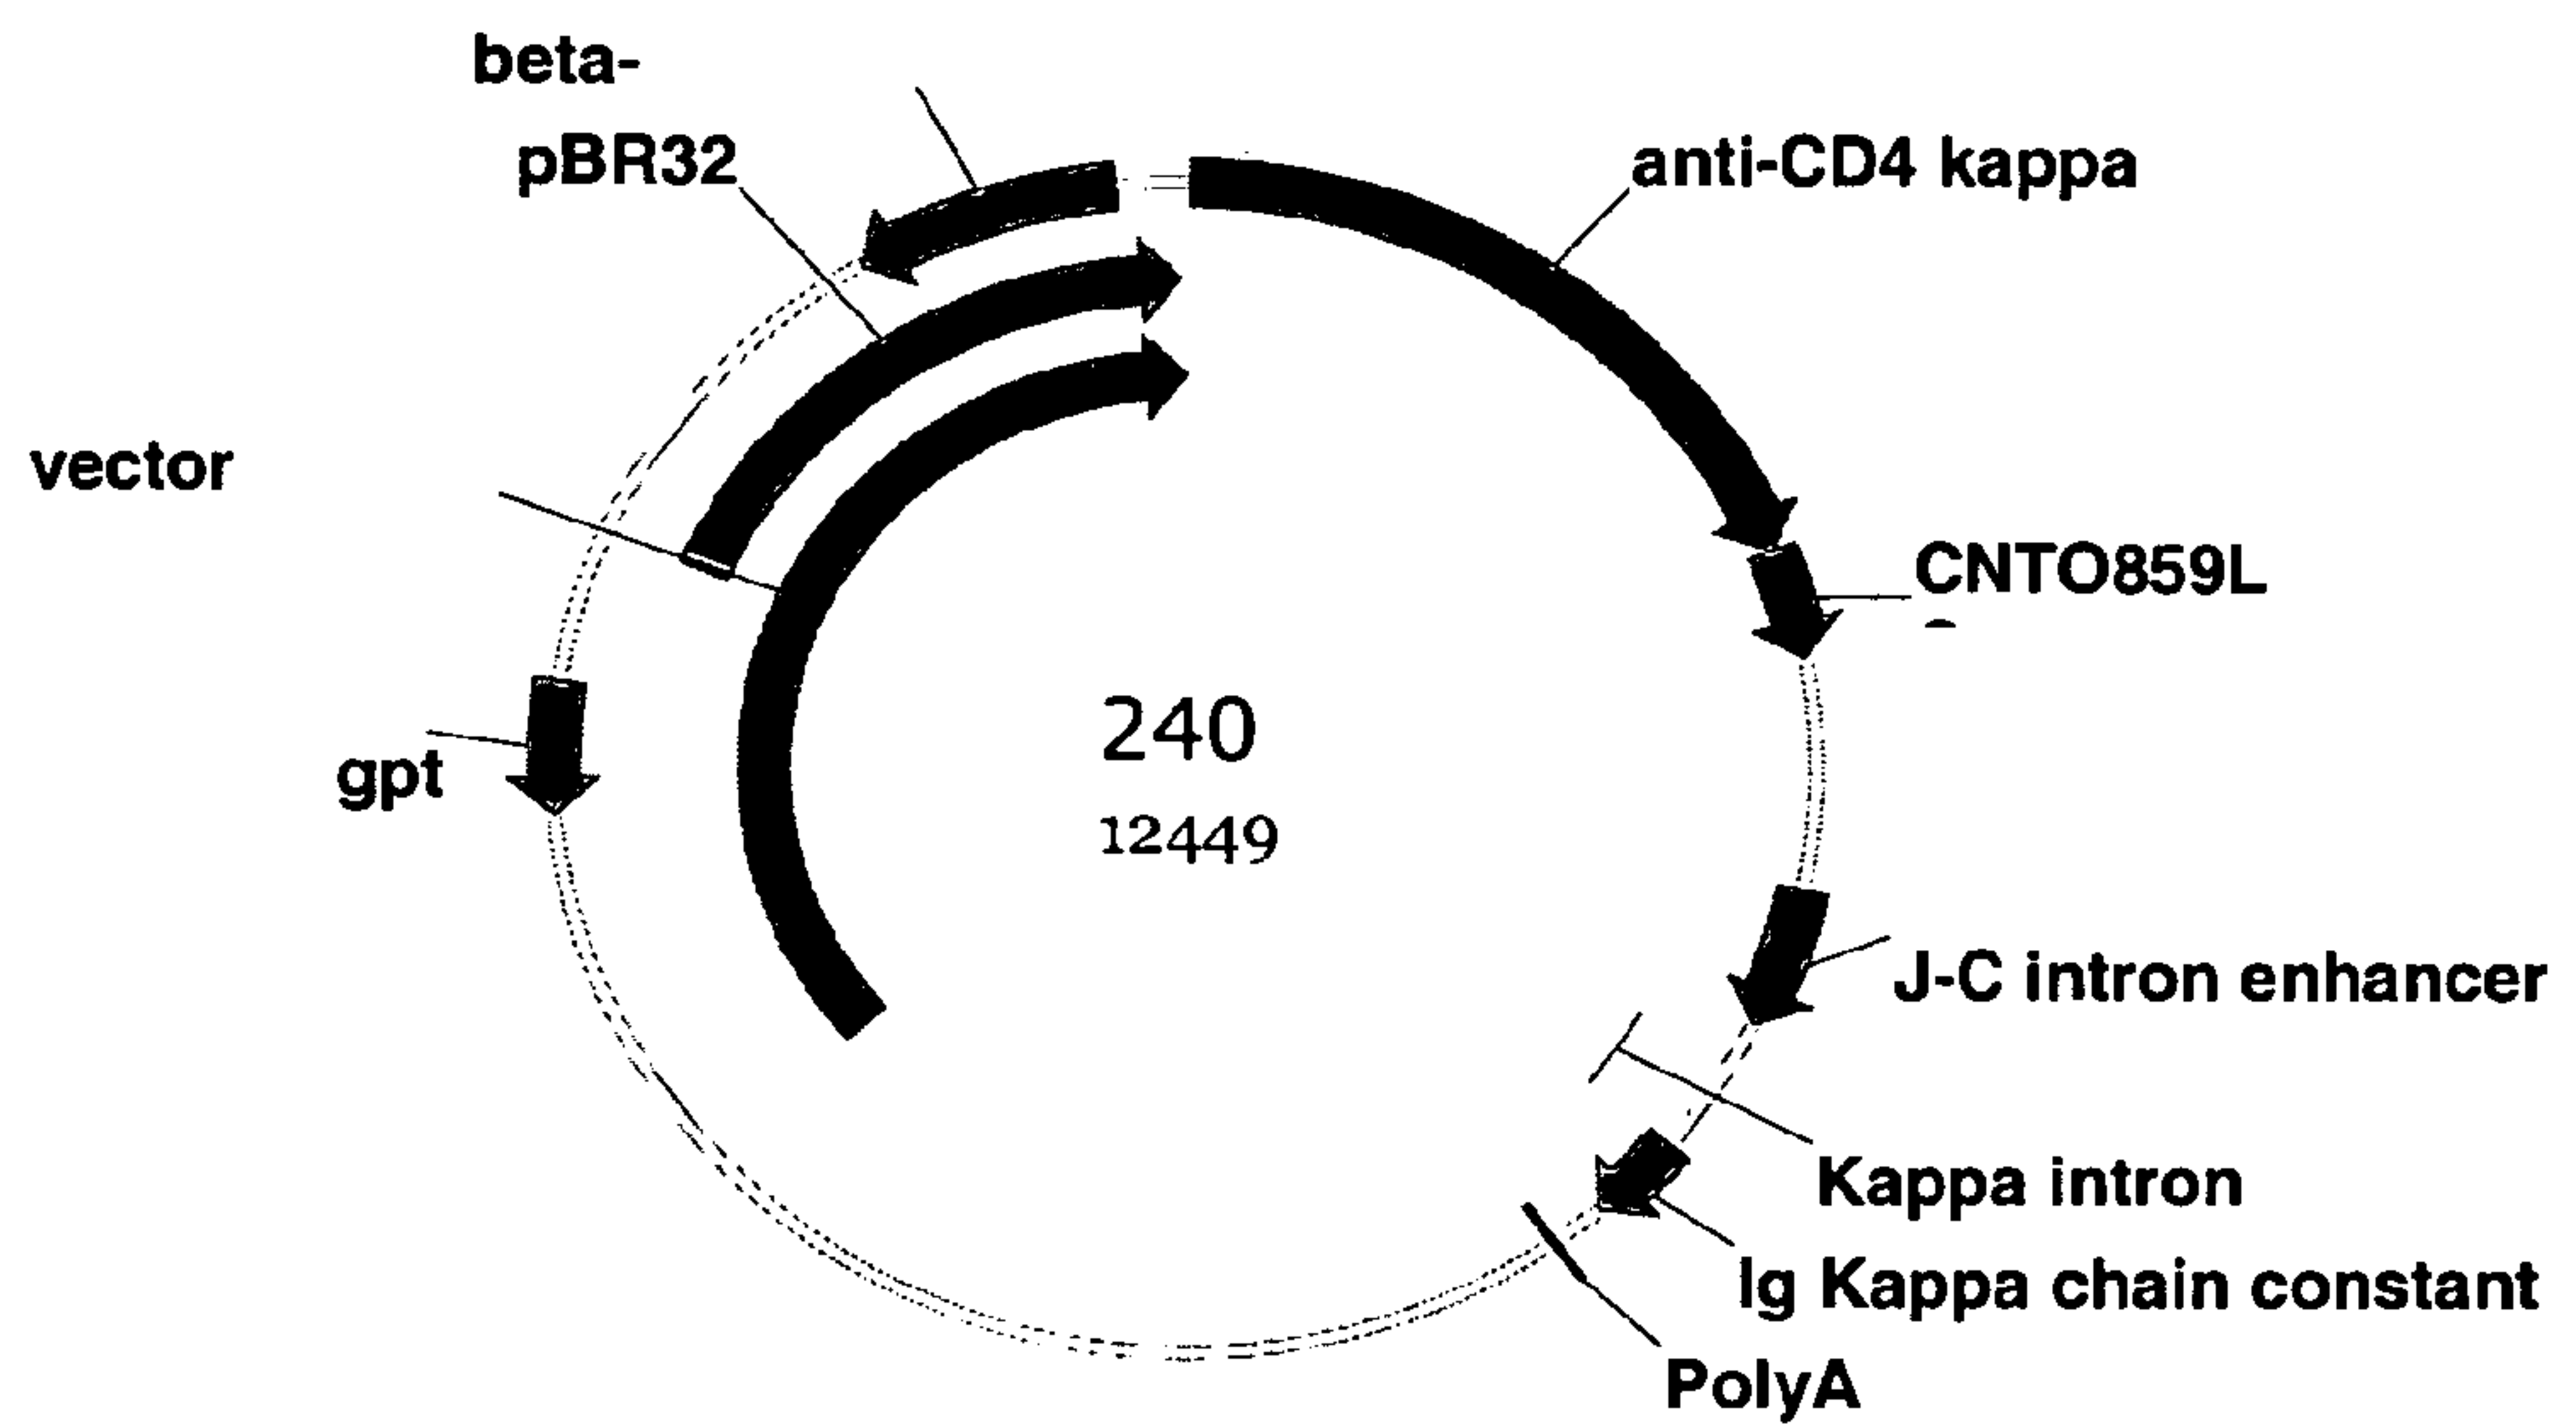 beta-
pBR32
anti-CD4 kappa
vector
CNTO859L
gpt
240
12449
J-C intron enhancer
Kappa intron
Ig Kappa chain constant
PolyA